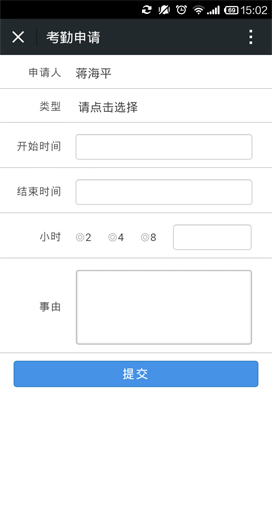 69 15:02
考勤申请
申请人 蒋海平
类型 请点击选择
开始时间
结束时间
小时 2 4 8
事由
提交